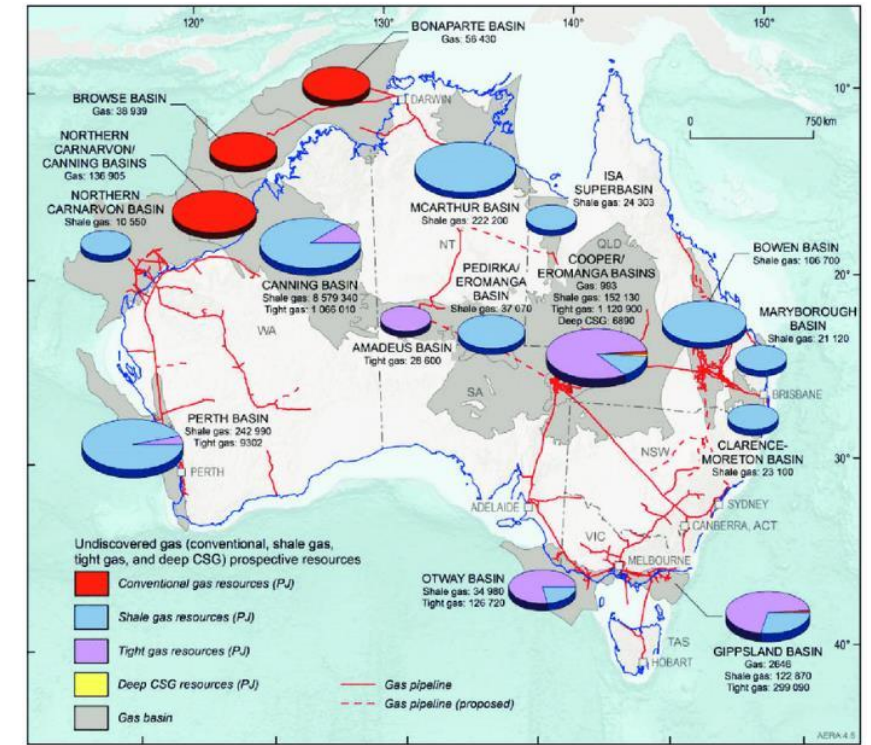 120°
130°
140°
150°
BONAPARTE BASIN
Gas: 56 430
10°
BROWSE BASIN
Gas: 38 939
DARWIN
0
750 km
NORTHERN
CARNARVON/
CANNING BASINS
Gas: 136 905
NORTHERN
CARNARVON BASIN
Shale gas: 10 550
MCARTHUR BASIN
Shale gas: 222 200
ISA
SUPERBASIN
Shale gas: 24 303
NT
QLD
CANNING BASIN
Shale gas: 8 579 340
Tight gas: 1 066 010
PEDIRKA/
EROMANGA
BASIN
Shale gas: 37 070
COOPER/
EROMANGA BASINS
Gas: 993
Shale gas: 152 130
Tight gas: 1 120 900
Deep CSG: 6890
BOWEN BASIN
Shale gas: 106 700
20°
WA
AMADEUS BASIN
Tight gas: 28 600
MARYBOROUGH
BASIN
Shale gas: 21 120
SA
BRISBANE
PERTH BASIN
Shale gas: 242 990
Tight gas: 9302
PERTH
NSW
CLARENCE-
MORETON BASIN
Shale gas: 23 100
30°
ADELAIDE
SYDNEY
CANBERRA, ACT
VIC
MELBOURNE
OTWAY BASIN
Shale gas: 34 980
Tight gas: 126 720
TAS
HOBART
GIPPSLAND BASIN
Gas: 2646
Shale gas: 122 870
Tight gas: 299 090
40°
Undiscovered gas (conventional, shale gas,
tight gas, and deep CSG) prospective resources
Conventional gas resources (PJ)
Shale gas resources (PJ)
Tight gas resources (PJ)
Deep CSG resources (PJ)
Gas basin
Gas pipeline
Gas pipeline (proposed)